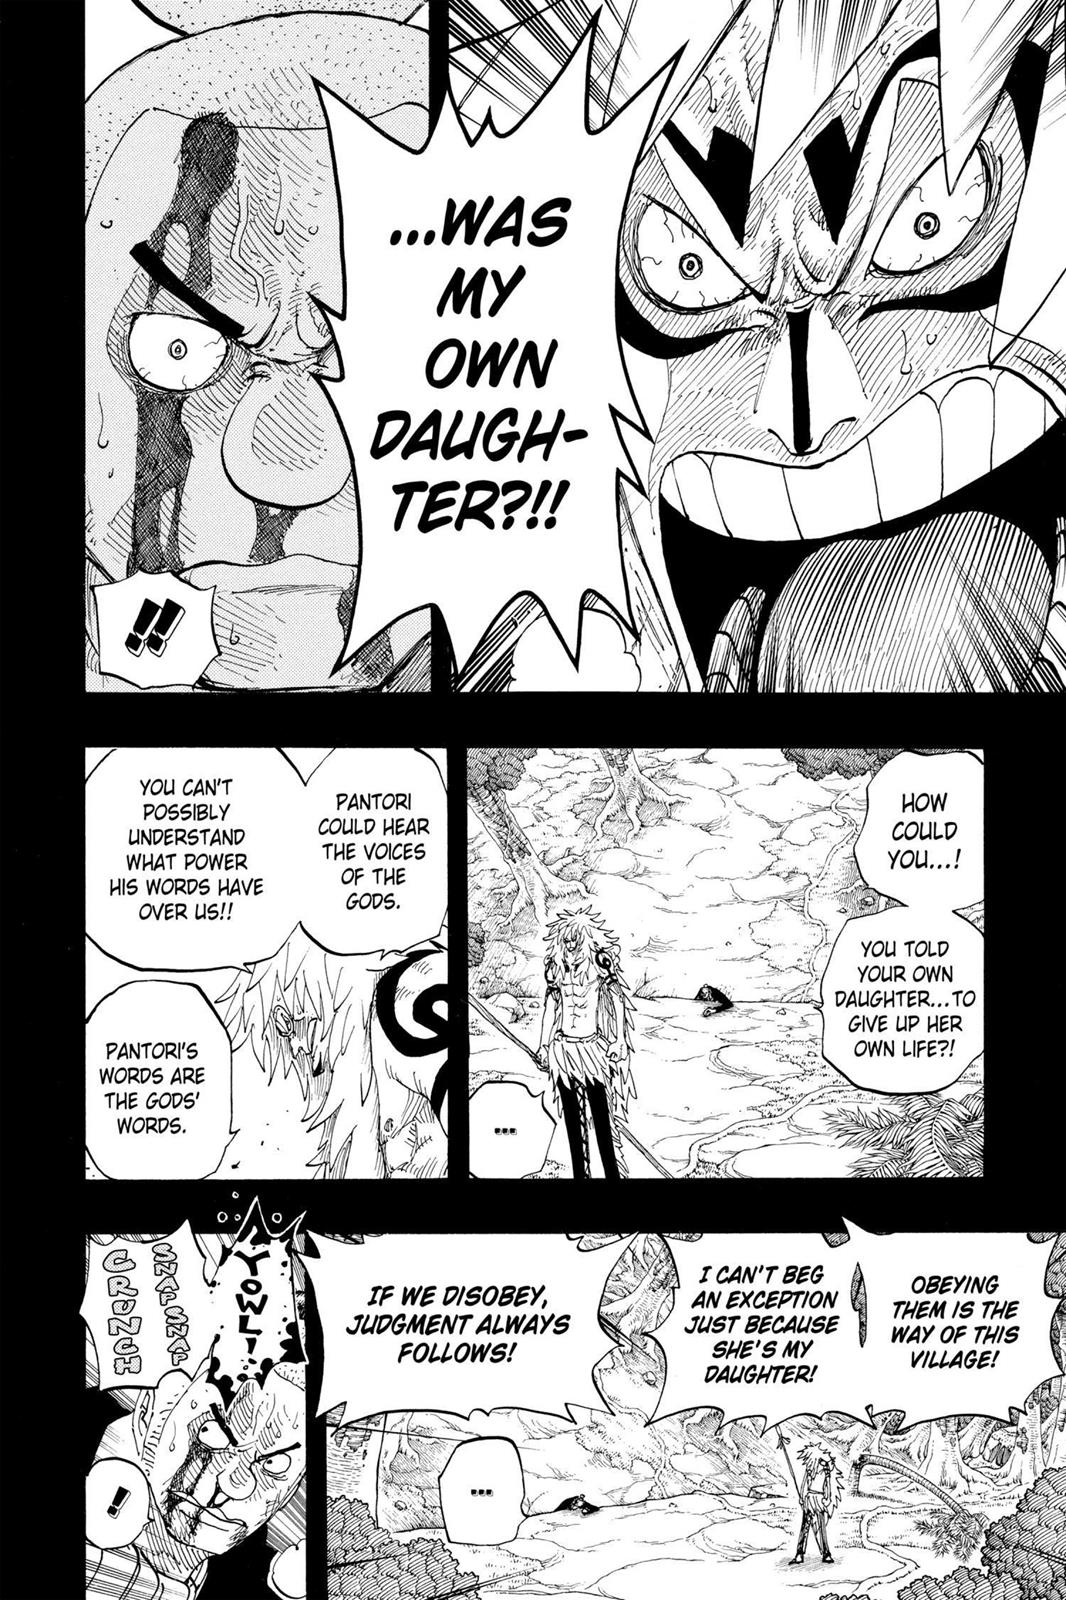 ...WAS
MY
OWN
DAUGH-
TER?!!
!!
HOW
COULD
YOU...!
YOU TOLD
YOUR OWN
DAUGHTER...TO
GIVE UP HER
OWN LIFE?!
...
PANTORI
COULD HEAR
THE VOICES
OF THE
GODS.
YOU CAN'T
POSSIBLY
UNDERSTAND
WHAT POWER
HIS WORDS HAVE
OVER US!!
PANTORI'S
WORDS ARE
THE GODS'
WORDS.
OBEYING
THEM IS THE
WAY OF THIS
VILLAGE!
I CAN'T BEG
AN EXCEPTION
JUST BECAUSE
SHE'S MY
DAUGHTER!
IF WE DISOBEY,
JUDGMENT ALWAYS
FOLLOWS!
...
YOWL!
SNAP SNAP
CRUNCH
!